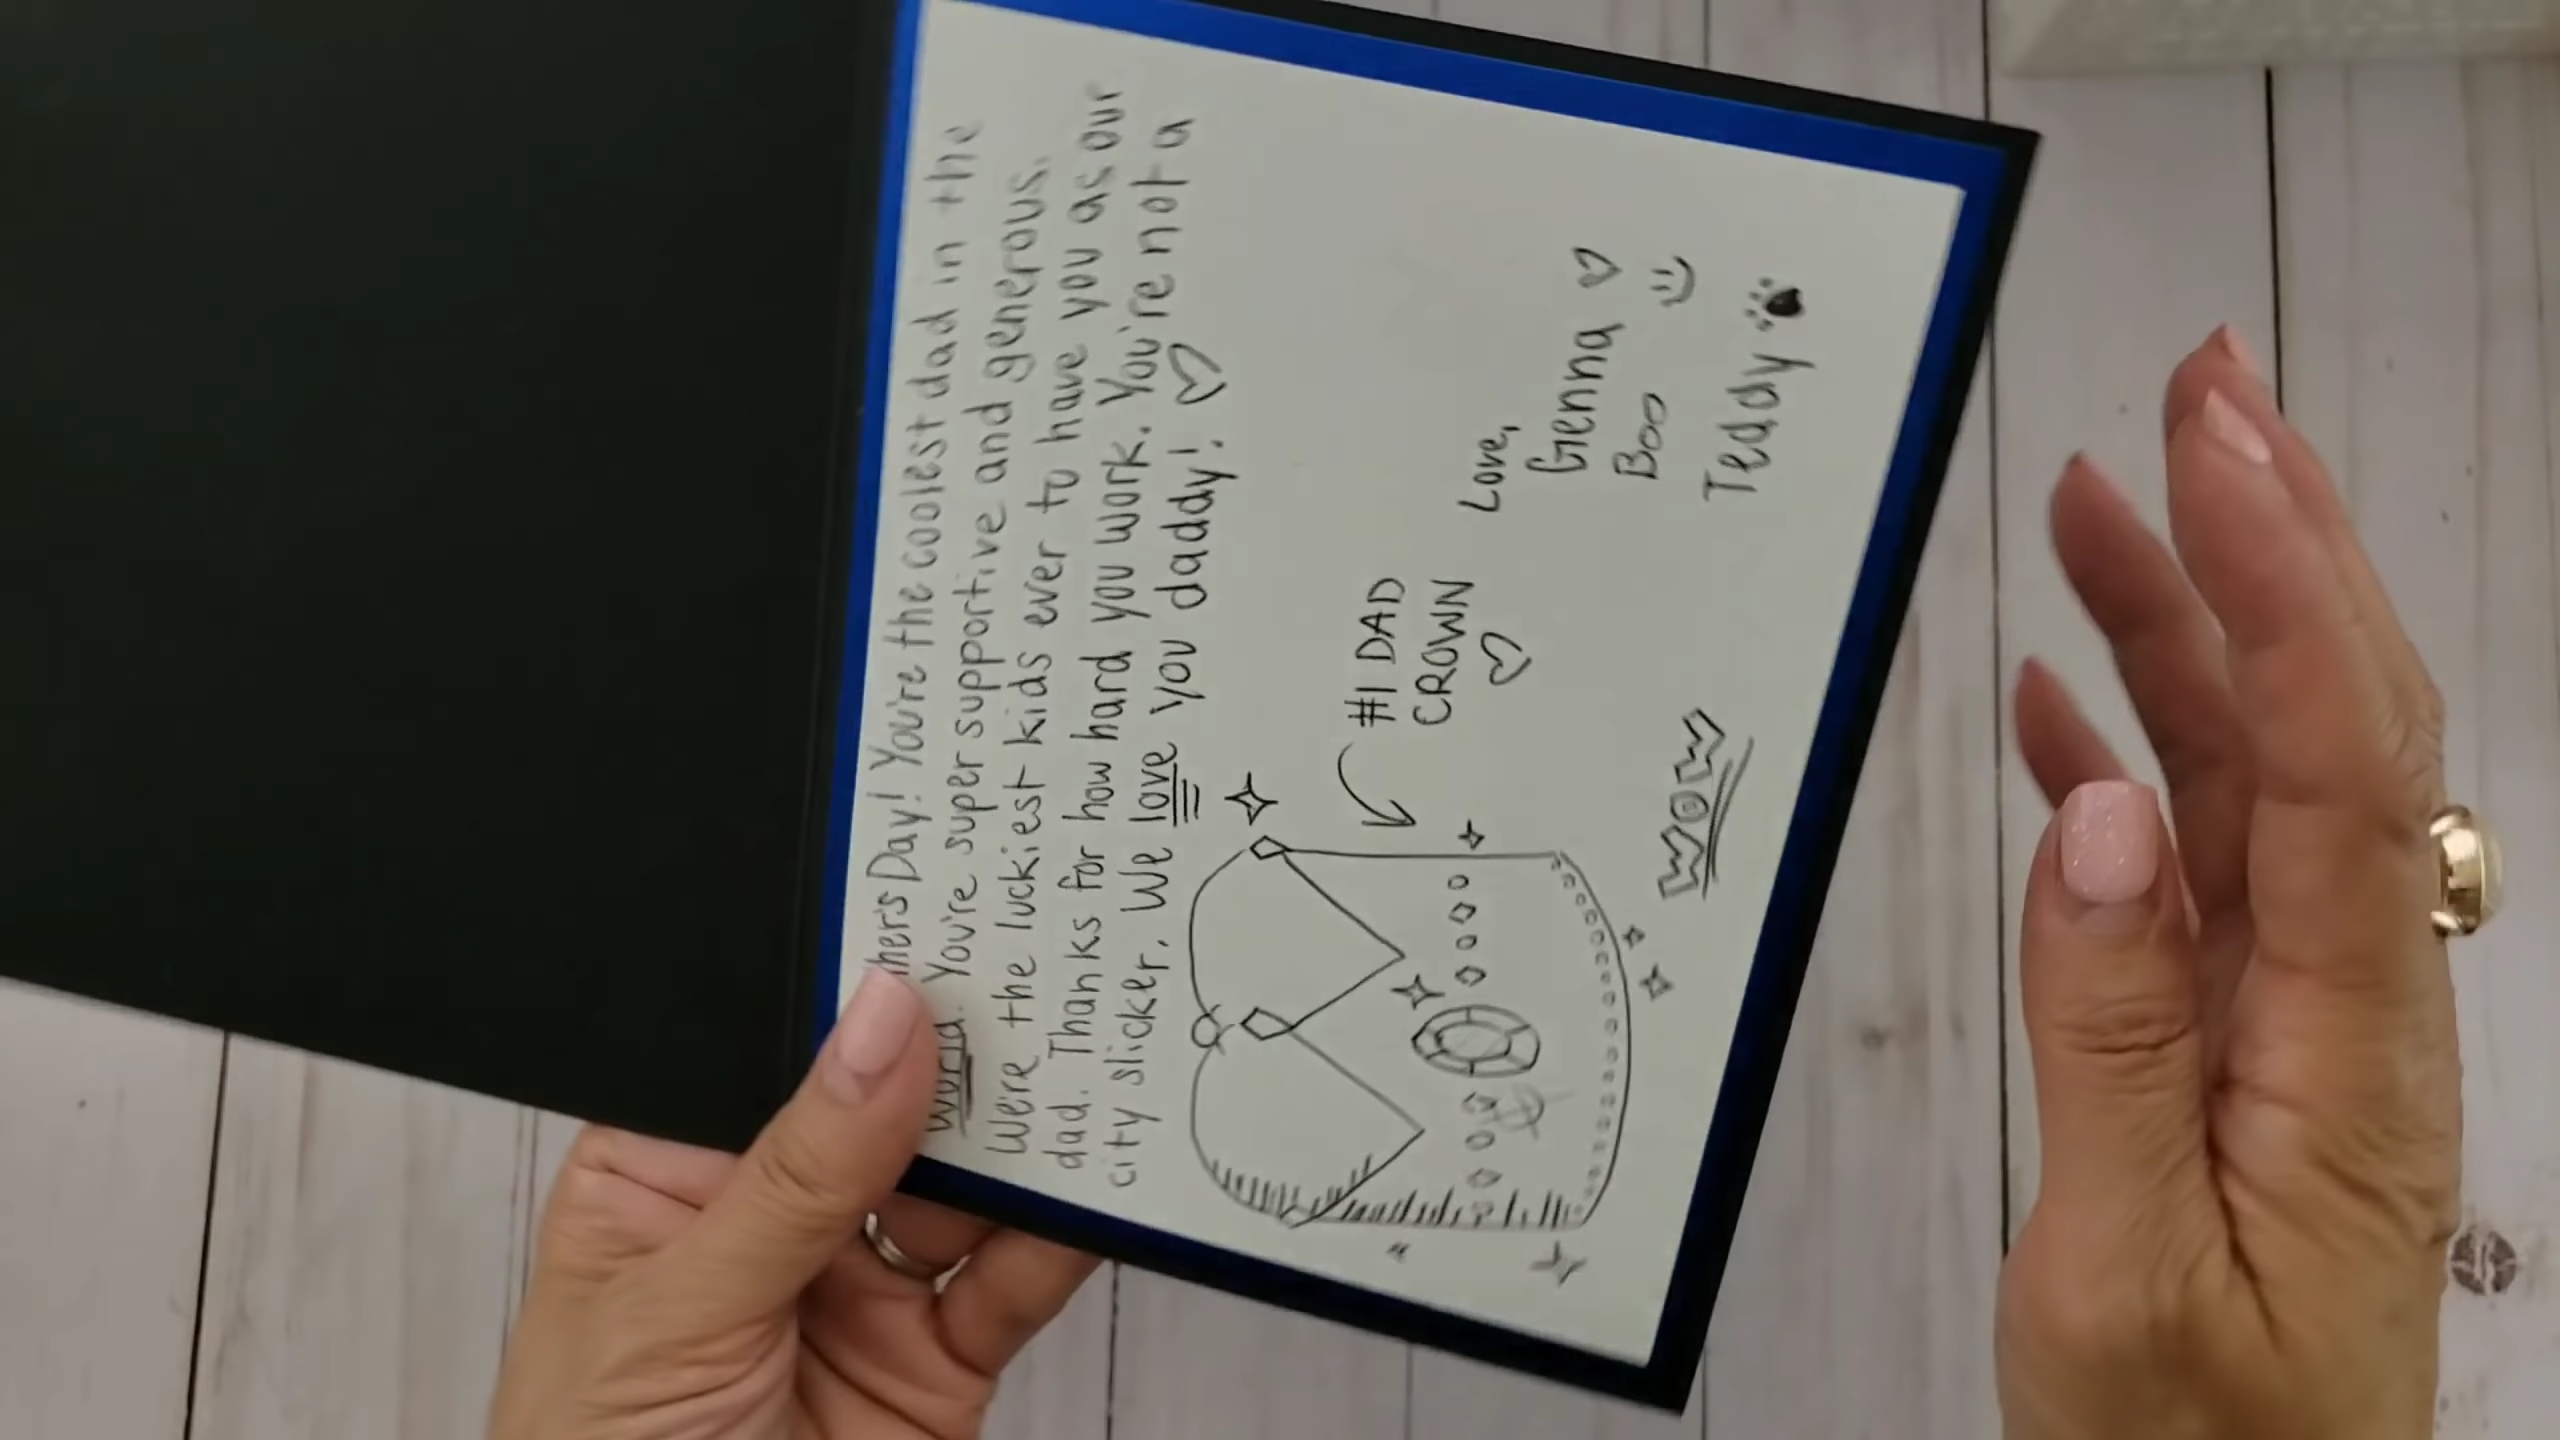 hers Day! You're the coolest dad in the
world. You're super supportive and generous.
We're the luckiest kids ever to have you as our
dad. Thanks for how hard you work. You're not a
city slicker. We love you daddy! ♡
#1 DAD
CROWN
♡
Love,
Genna ♡
Boo
Teddy